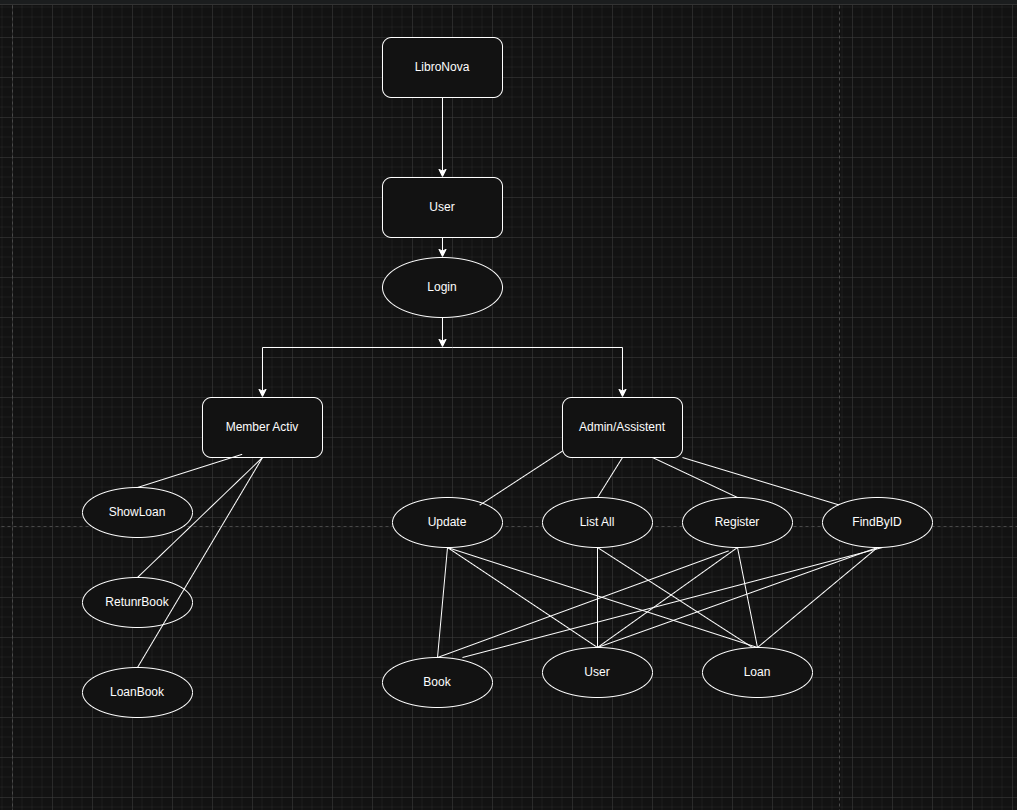 LibroNova
User
Login
Member Activ
Admin/Assistent
ShowLoan
Update
List All
Register
FindByID
RetunrBook
LoanBook
Book
User
Loan